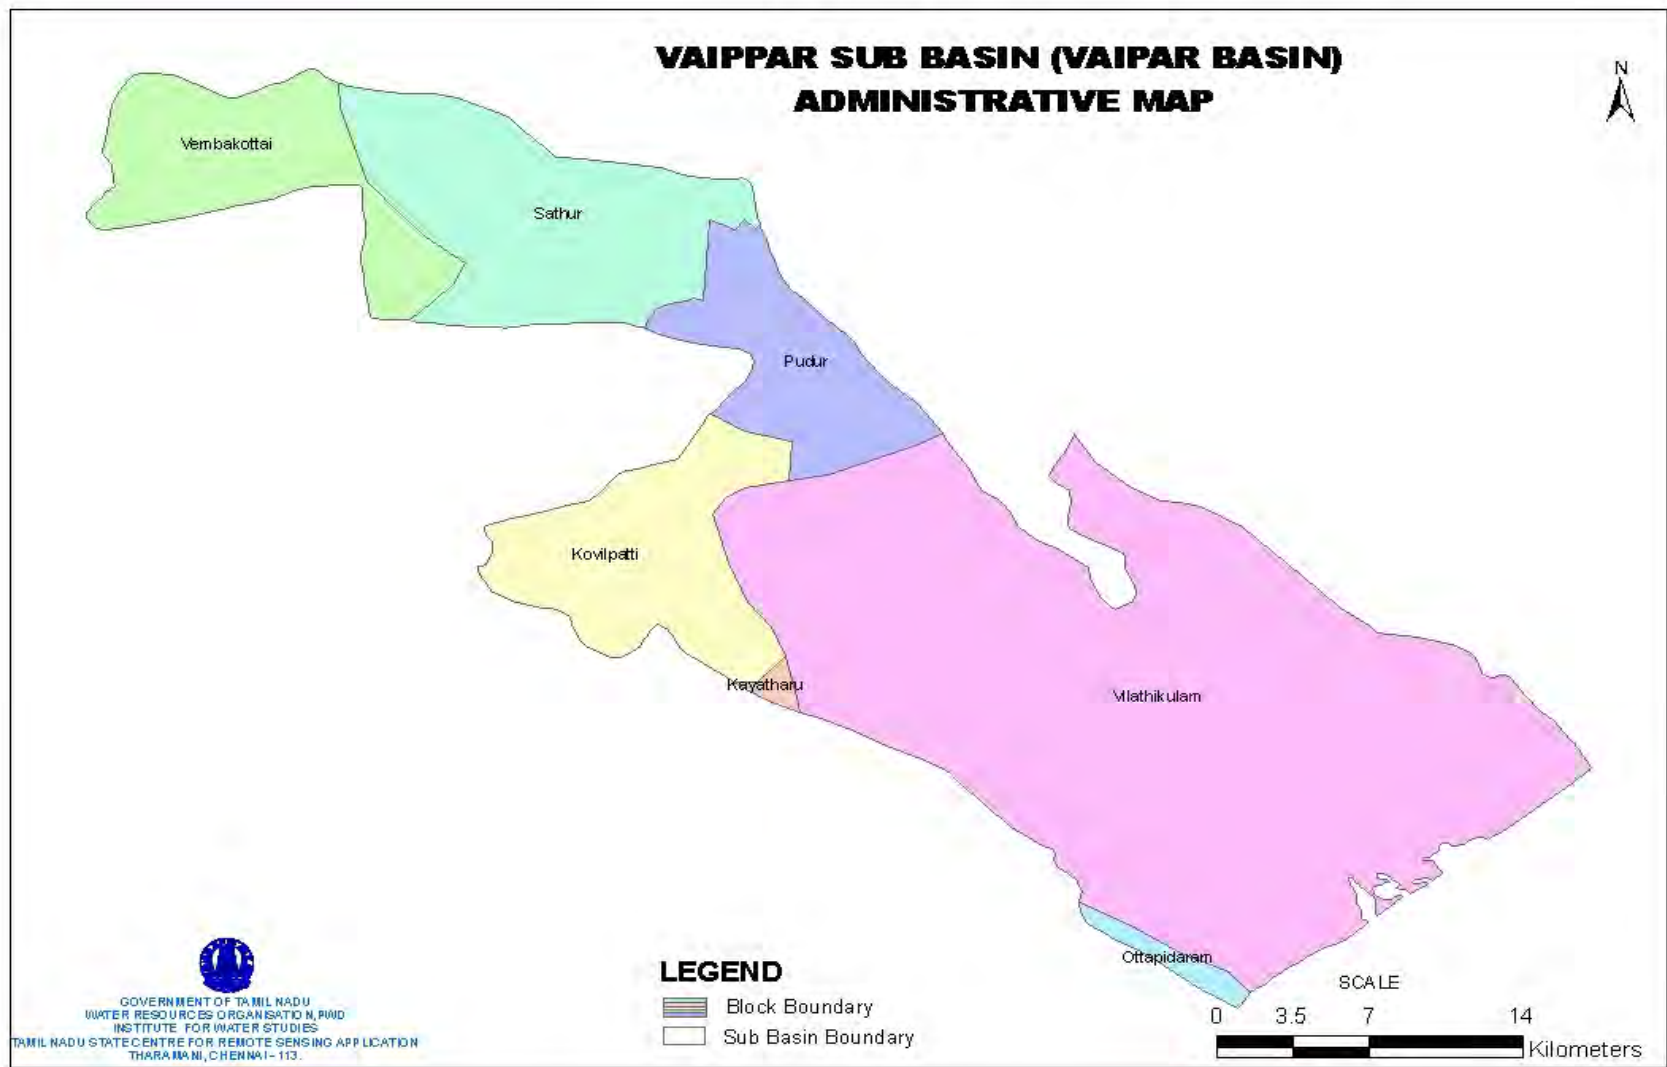 VAIPPAR SUB BASIN (VAIPAR BASIN)
ADMINISTRATIVE MAP
N
Vembakottai
Sathur
Pudur
Kovilpatti
Kayatharu
Vilathikulam
Ottapidaram
GOVERNMENT OF TAMIL NADU
WATER RESOURCES ORGANISATION, PWD
INSTITUTE FOR WATER STUDIES
TAMIL NADU STATE CENTRE FOR REMOTE SENSING APPLICATION
THARAMANI, CHENNAI - 113.
LEGEND
Block Boundary
Sub Basin Boundary
SCALE
0 3.5 7 14
Kilometers